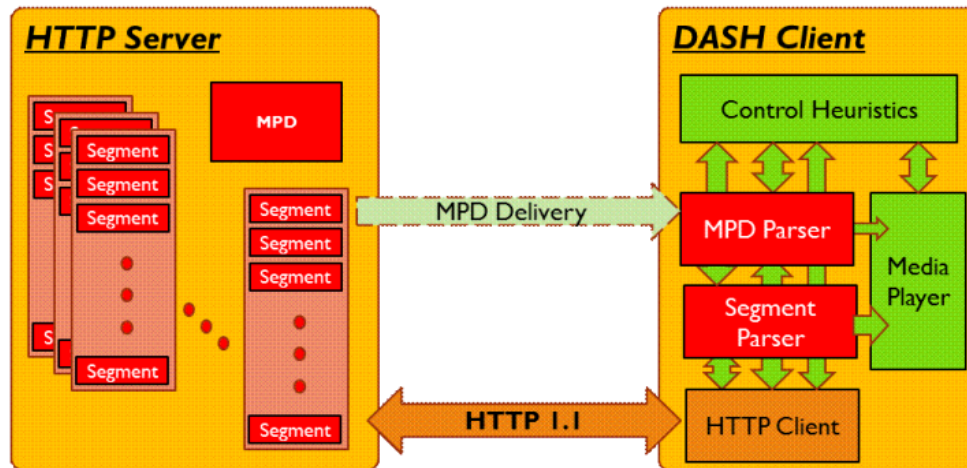 HTTP Server
MPD
S
S
S
S
S
Segment
Segment
Segment
Segment
Segment
Segment
Segment
Segment
MPD Delivery
HTTP 1.1
DASH Client
Control Heuristics
MPD Parser
Media
Player
Segment
Parser
HTTP Client